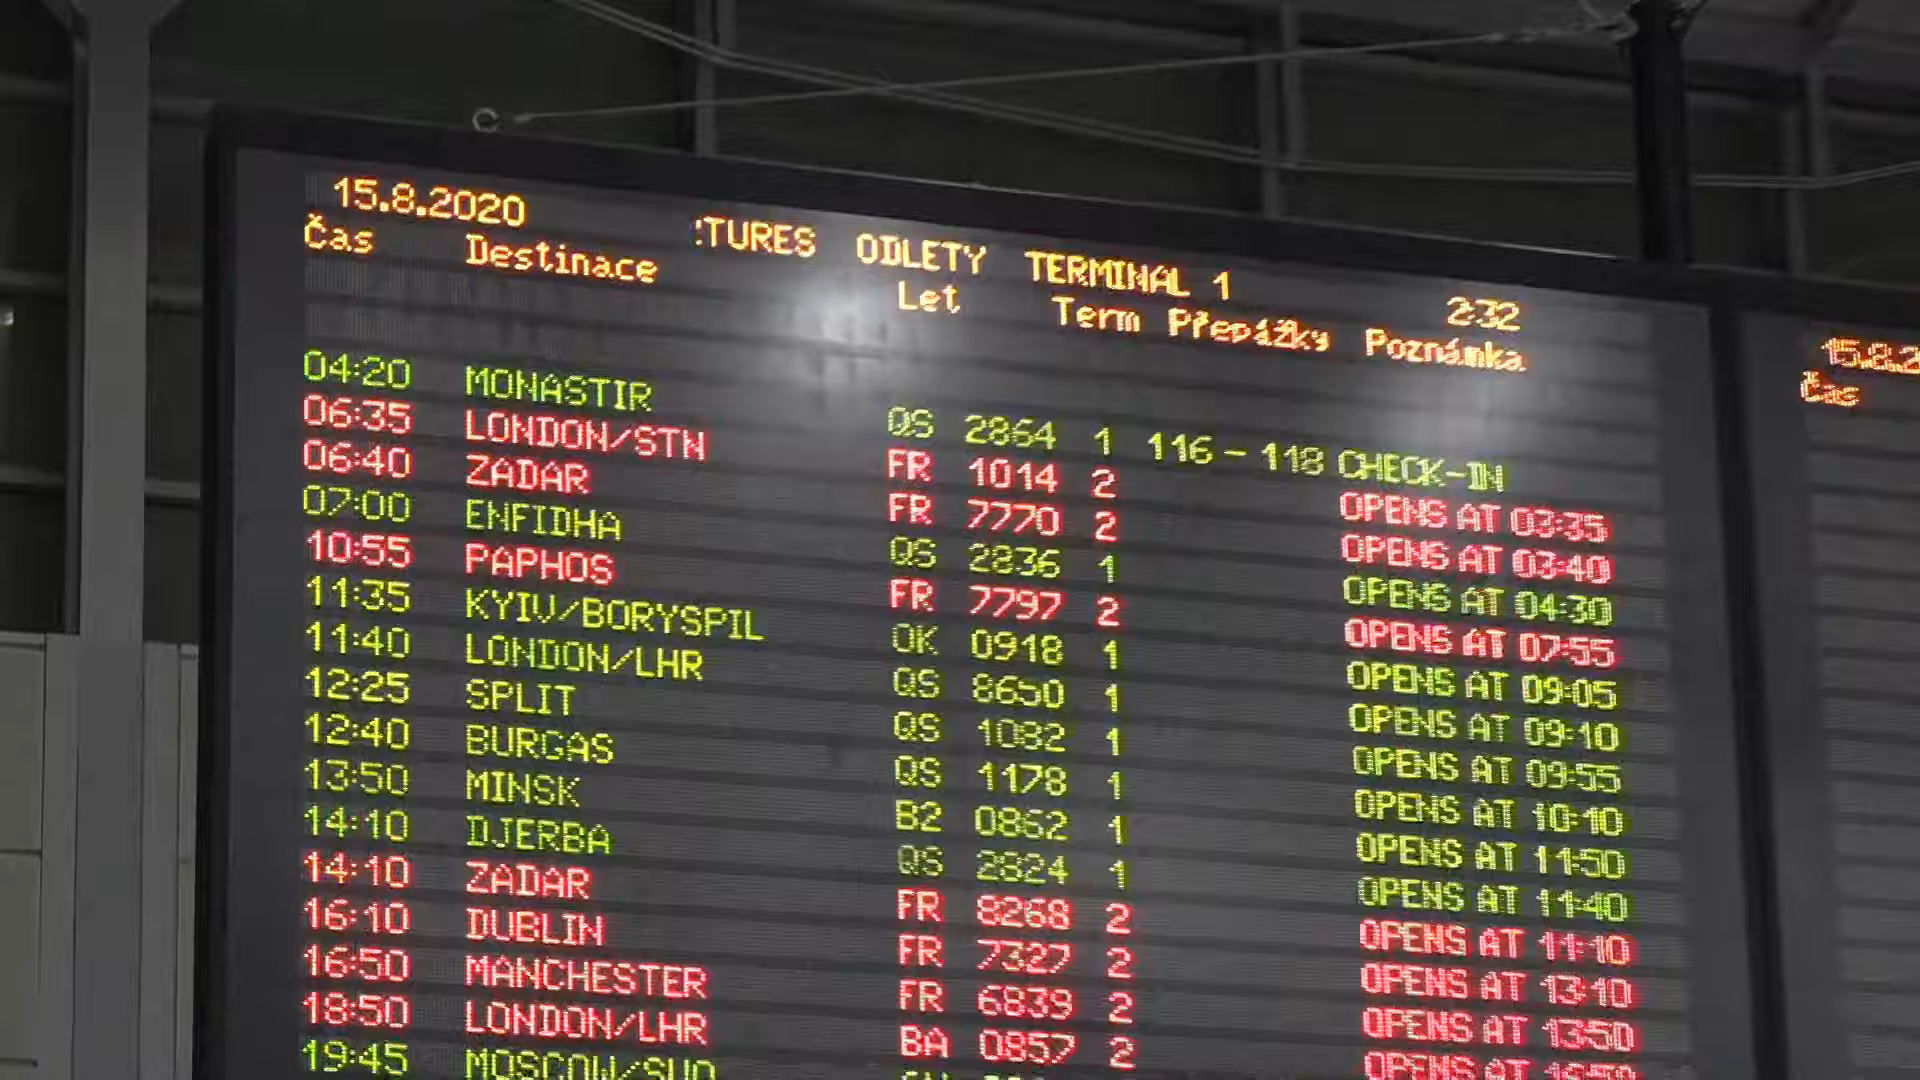 15.8.2020 TURES ODLETY TERMINAL 1 2:32
Čas Destinace Let Term Přepážky Poznámka
04:20 MONASTIR QS 2864 1 116 - 118 CHECK-IN
06:35 LONDON/STN FR 1014 2 OPENS AT 03:35
06:40 ZADAR FR 7770 2 OPENS AT 03:40
07:00 ENFIDHA QS 2836 1 OPENS AT 04:30
10:55 PAPHOS FR 7797 2 OPENS AT 07:55
11:35 KYIV/BORYSPIL OK 0918 1 OPENS AT 09:05
11:40 LONDON/LHR QS 8650 1 OPENS AT 09:10
12:25 SPLIT QS 1082 1 OPENS AT 09:55
12:40 BURGAS QS 1178 1 OPENS AT 10:10
13:50 MINSK B2 0862 1 OPENS AT 11:50
14:10 DJERBA QS 2824 1 OPENS AT 11:40
14:10 ZADAR FR 8268 2 OPENS AT 11:10
16:10 DUBLIN FR 7327 2 OPENS AT 13:10
16:50 MANCHESTER FR 6839 2 OPENS AT 13:50
18:50 LONDON/LHR BA 0857 2 OPENS AT
19:45 MOSCOW/SVO
15.8.2
Čas